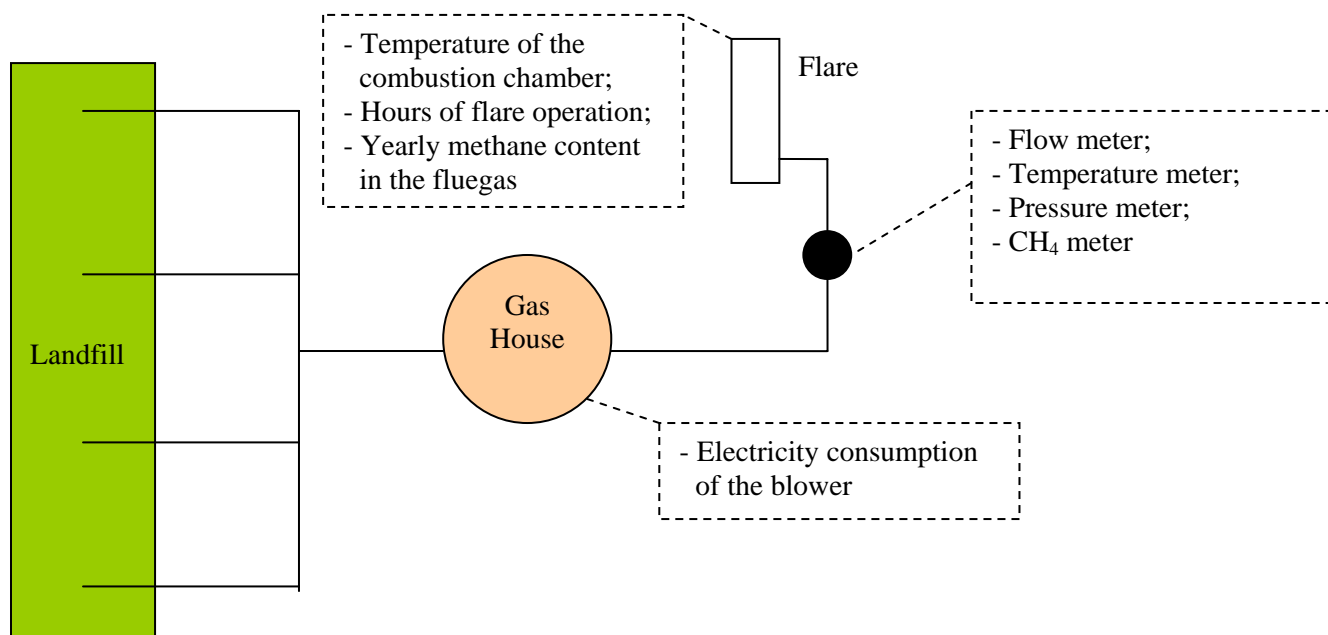 - Temperature of the
combustion chamber;
- Hours of flare operation;
- Yearly methane content
in the fluegas
Flare
- Flow meter;
- Temperature meter;
- Pressure meter;
- CH₄ meter
Gas
House
Landfill
- Electricity consumption
of the blower